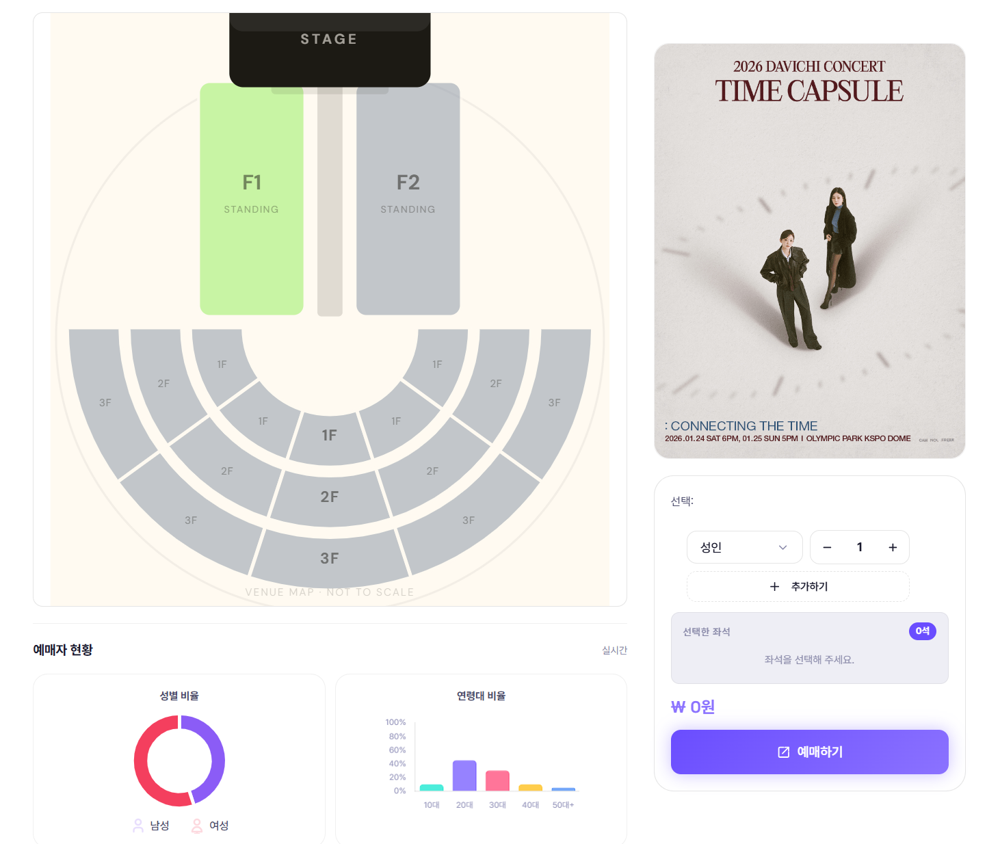 STAGE
F1
STANDING
F2
STANDING
1F
1F
2F
2F
3F
3F
1F
1F
1F
2F
2F
2F
3F
3F
3F
VENUE MAP · NOT TO SCALE
예매자 현황
실시간
성별 비율
남성
여성
연령대 비율
100%
80%
60%
40%
20%
0%
10대
20대
30대
40대
50대+
2026 DAVICHI CONCERT
TIME CAPSULE
: CONNECTING THE TIME
2026.01.24 SAT 6PM, 01.25 SUN 5PM I OLYMPIC PARK KSPO DOME
선택:
성인
1
추가하기
선택한 좌석
0석
좌석을 선택해 주세요.
₩ 0원
예매하기